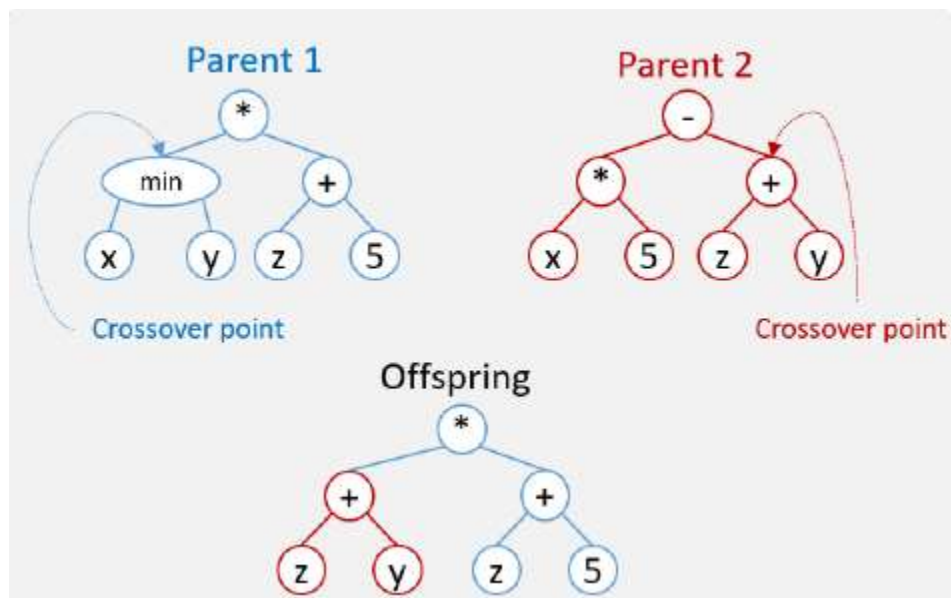 Parent 1
Parent 2
*
-
min
+
*
+
x
y
z
5
x
5
z
y
Crossover point
Crossover point
Offspring
*
+
+
z
y
z
5